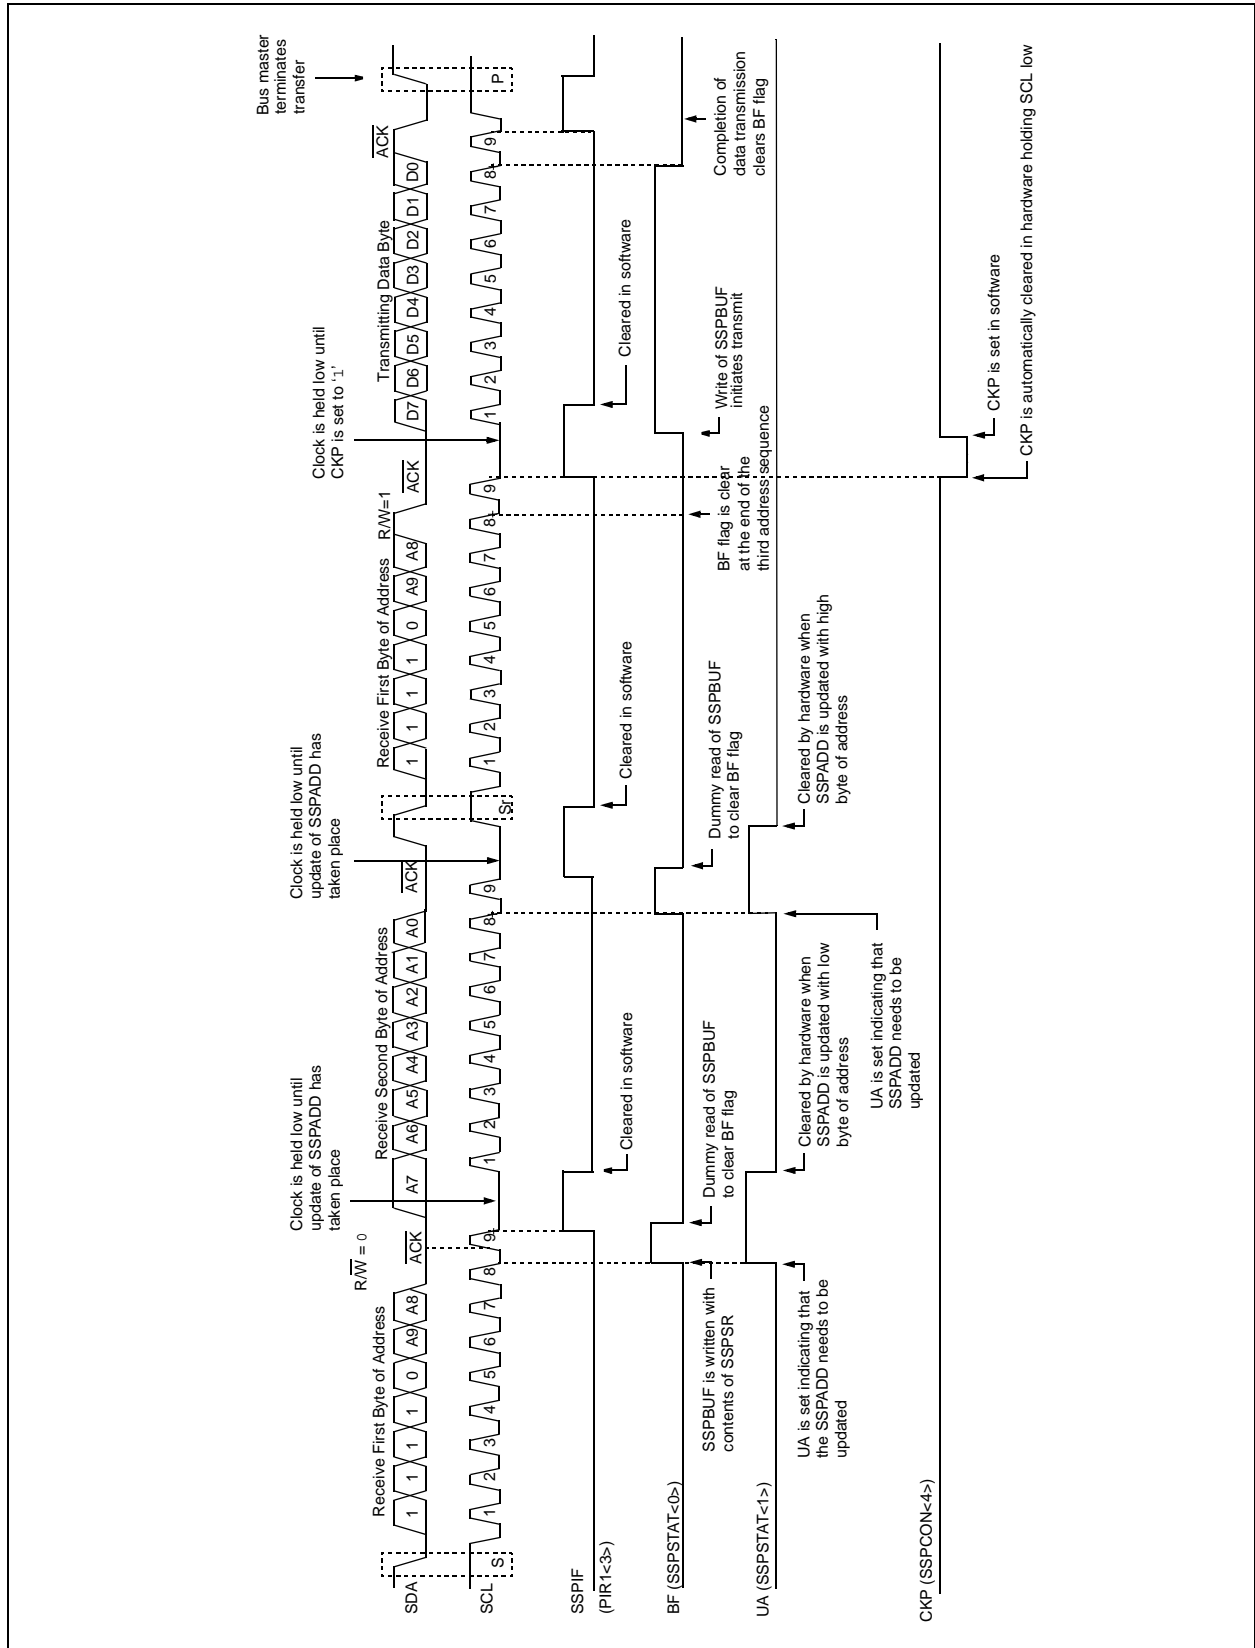 Bus master
terminates
transfer
Clock is held low until
update of SSPADD has
taken place
Clock is held low until
update of SSPADD has
taken place
Clock is held low until
CKP is set to ‘1’
R/W = 0
R/W=1
Receive First Byte of Address
ACK
Receive Second Byte of Address
ACK
Receive First Byte of Address
ACK
Transmitting Data Byte
ACK
SDA
1 1 1 1 0 A9 A8
A7 A6 A5 A4 A3 A2 A1 A0
1 1 1 1 0 A9 A8
D7 D6 D5 D4 D3 D2 D1 D0
SCL
S 1 2 3 4 5 6 7 8 9
1 2 3 4 5 6 7 8 9
Sr 1 2 3 4 5 6 7 8 9
1 2 3 4 5 6 7 8 9 P
SSPIF
(PIR1<3>)
Cleared in software
Cleared in software
Cleared in software
BF (SSPSTAT<0>)
SSPBUF is written with
contents of SSPSR
Dummy read of SSPBUF
to clear BF flag
Dummy read of SSPBUF
to clear BF flag
BF flag is clear
at the end of the
third address sequence
Write of SSPBUF
initiates transmit
Completion of
data transmission
clears BF flag
UA (SSPSTAT<1>)
UA is set indicating that
the SSPADD needs to be
updated
Cleared by hardware when
SSPADD is updated with low
byte of address
UA is set indicating that
SSPADD needs to be
updated
Cleared by hardware when
SSPADD is updated with high
byte of address
CKP (SSPCON<4>)
CKP is set in software
CKP is automatically cleared in hardware holding SCL low